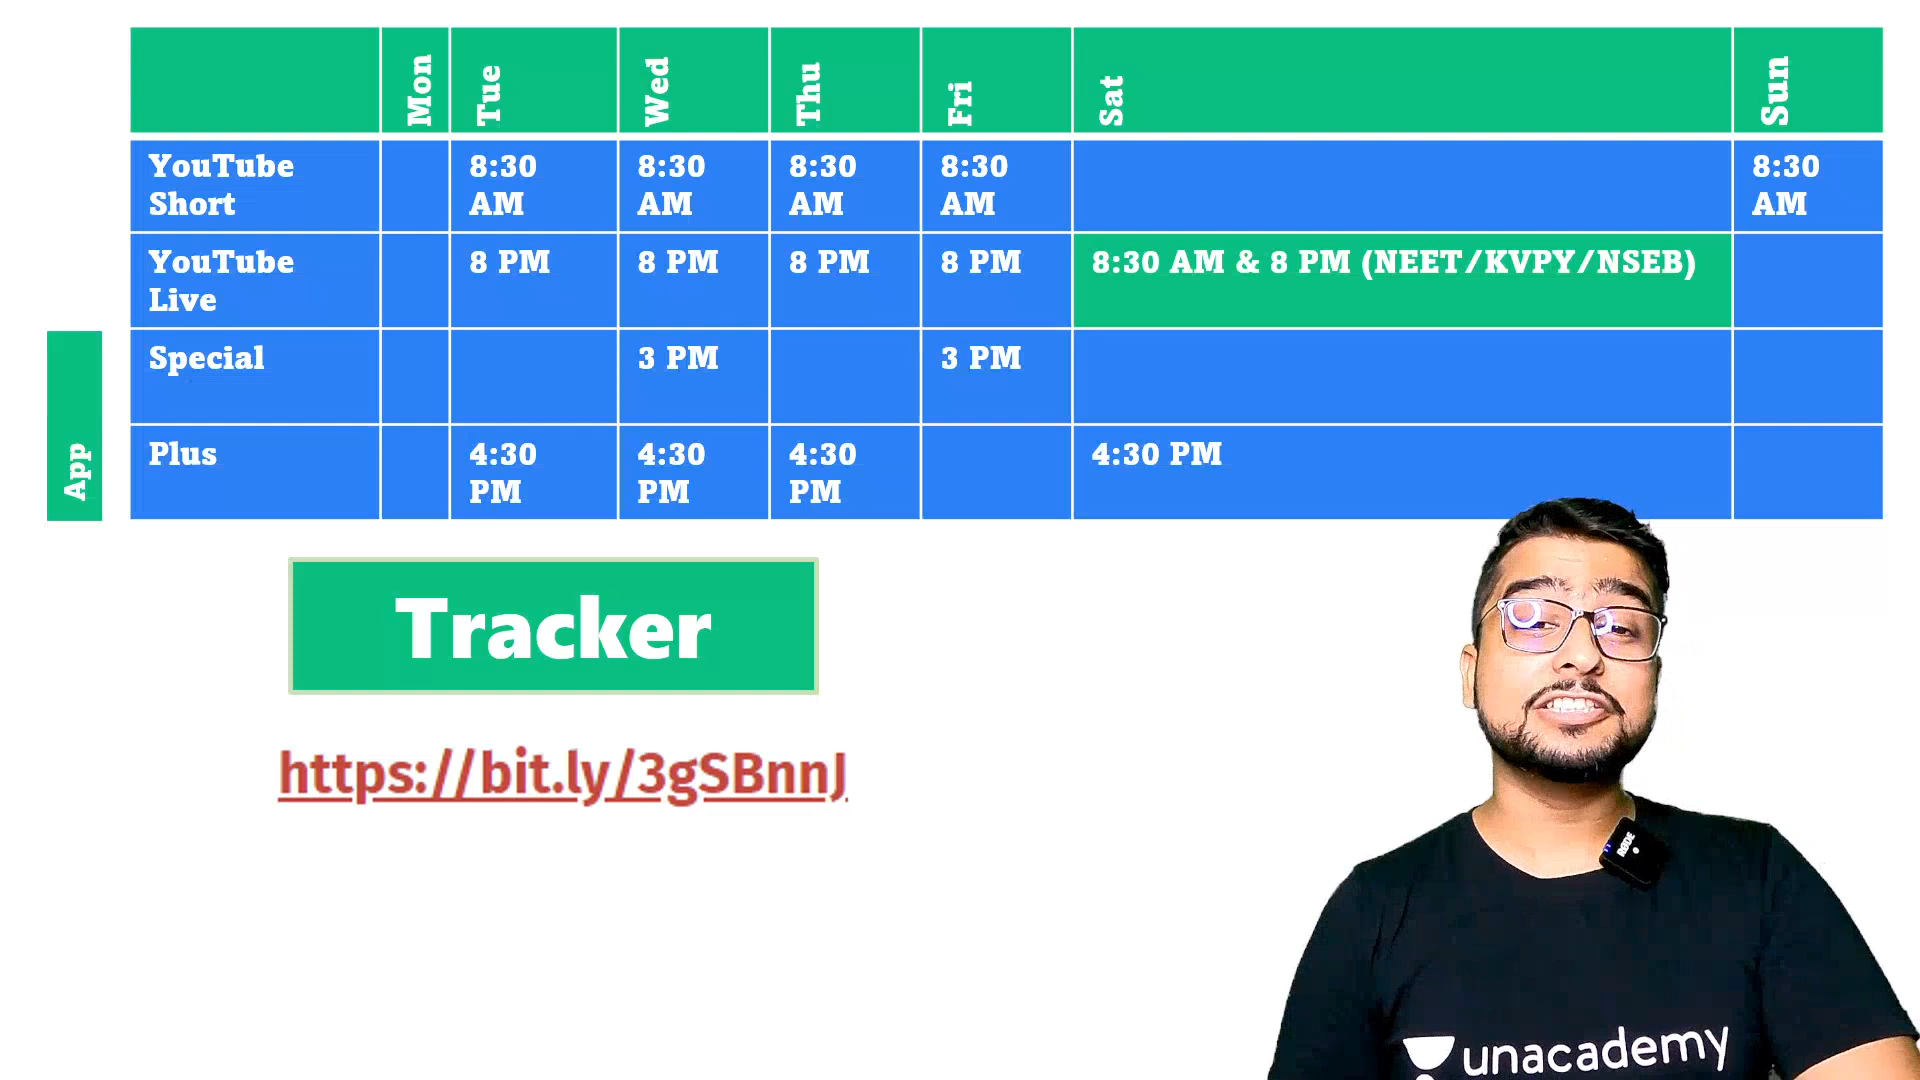 Mon Tue Wed Thu Fri Sat Sun
YouTube Short 8:30 AM 8:30 AM 8:30 AM 8:30 AM 8:30 AM
YouTube Live 8 PM 8 PM 8 PM 8 PM 8:30 AM & 8 PM (NEET/KVPY/NSEB)
App
Special 3 PM 3 PM
Plus 4:30 PM 4:30 PM 4:30 PM 4:30 PM
Tracker
https://bit.ly/3gSBnnJ
RØDE
unacademy